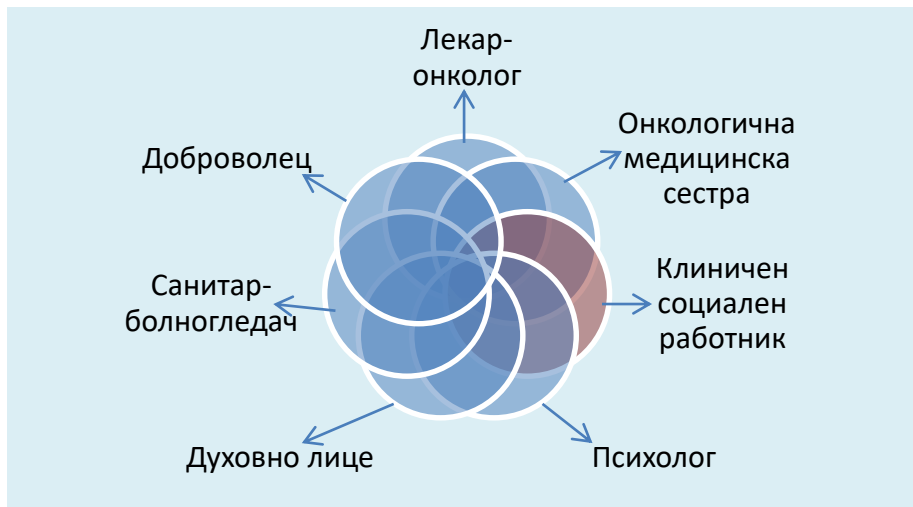 Лекар-
онколог
Онкологична
медицинска
сестра
Клиничен
социален
работник
Психолог
Духовно лице
Санитар-
болногледач
Доброволец